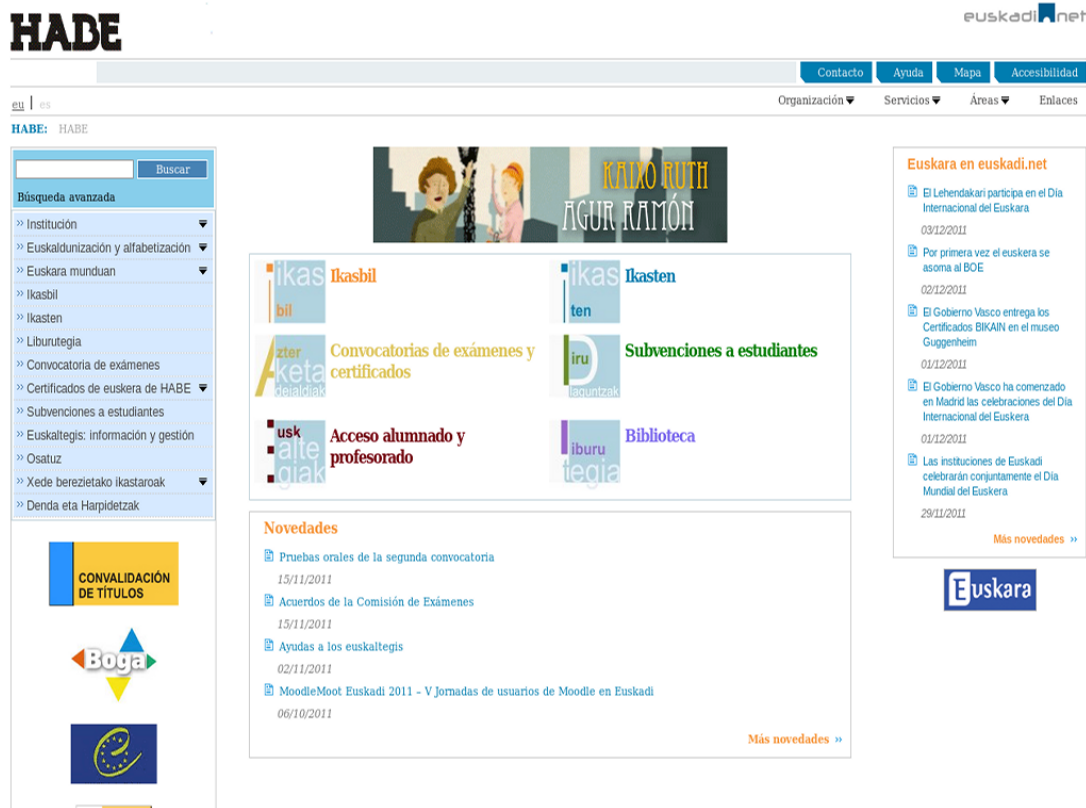 HABE
euskadi.net
Contacto Ayuda Mapa Accesibilidad
eu | es
Organización Servicios Áreas Enlaces
HABE: HABE
Buscar
Búsqueda avanzada
Institución
Euskaldunización y alfabetización
Euskara munduan
Ikasbil
Ikasten
Liburutegia
Convocatoria de exámenes
Certificados de euskera de HABE
Subvenciones a estudiantes
Euskaltegis: información y gestión
Osatuz
Xede berezietako ikastaroak
Denda eta Harpidetzak
CONVALIDACIÓN
DE TÍTULOS
Boga
KAIXO RUTH
AGUR RAMÓN
ikas
bil
Ikasbil
ikas
ten
Ikasten
Azter
keta
deialdiak
Convocatorias de exámenes y
certificados
Diru
laguntzak
Subvenciones a estudiantes
Eusk
alte
giak
Acceso alumnado y
profesorado
liburu
tegia
Biblioteca
Novedades
Pruebas orales de la segunda convocatoria
15/11/2011
Acuerdos de la Comisión de Exámenes
15/11/2011
Ayudas a los euskaltegis
02/11/2011
MoodleMoot Euskadi 2011 – V Jornadas de usuarios de Moodle en Euskadi
06/10/2011
Más novedades »
Euskara en euskadi.net
El Lehendakari participa en el Día
Internacional del Euskara
03/12/2011
Por primera vez el euskera se
asoma al BOE
02/12/2011
El Gobierno Vasco entrega los
Certificados BIKAIN en el museo
Guggenheim
01/12/2011
El Gobierno Vasco ha comenzado
en Madrid las celebraciones del Día
Internacional del Euskera
01/12/2011
Las instituciones de Euskadi
celebrarán conjuntamente el Día
Mundial del Euskera
29/11/2011
Más novedades »
Euskara